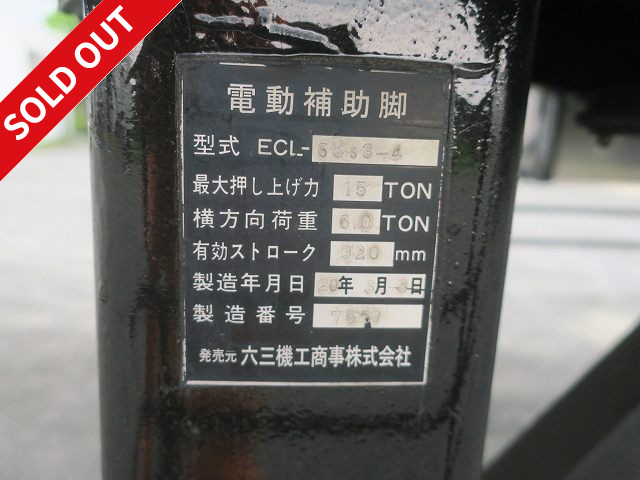 SOLD OUT
電動補助脚
型式 ECL-
最大押し上げ力 15 TON
横方向荷重 6.0 TON
有効ストローク 320 mm
製造年月日 年 月 日
製造番号
発売元 六三機工商事株式会社